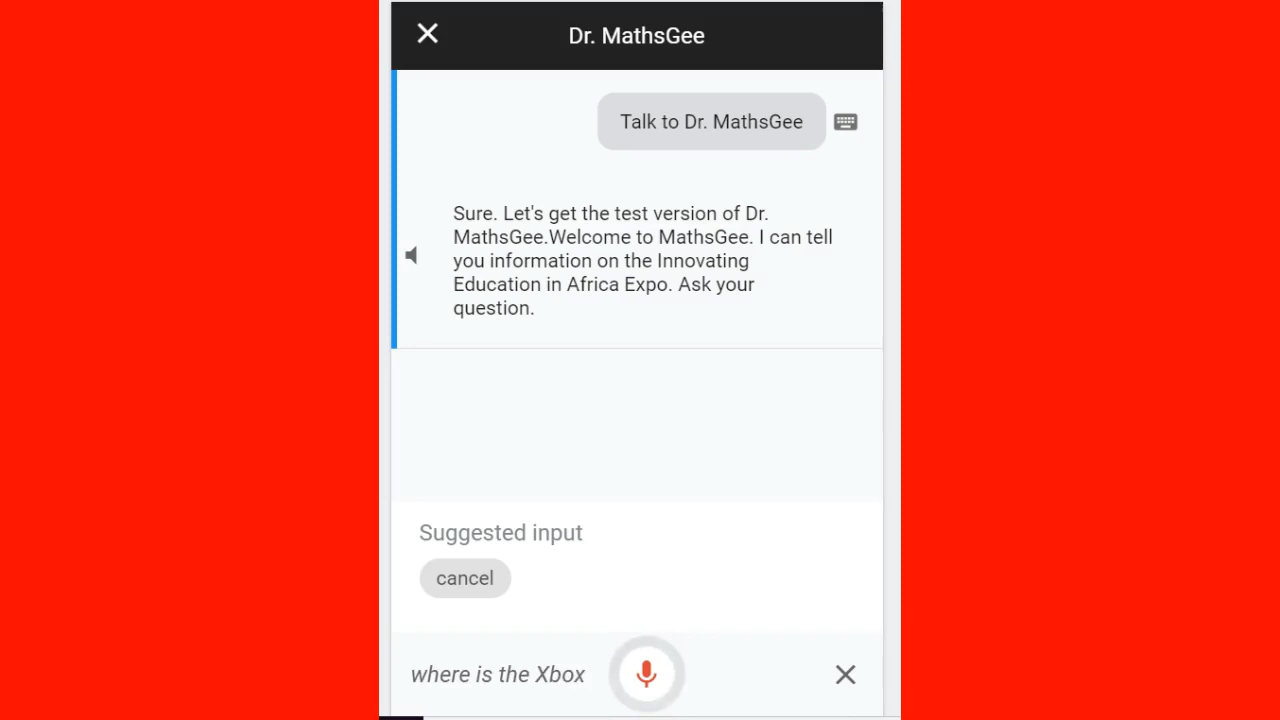 Dr. MathsGee
Talk to Dr. MathsGee
Sure. Let's get the test version of Dr.
MathsGee.Welcome to MathsGee. I can tell
you information on the Innovating
Education in Africa Expo. Ask your
question.
Suggested input
cancel
where is the Xbox